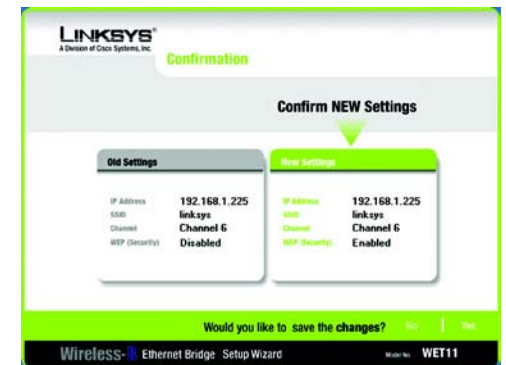 LINKSYS®
A Division of Cisco Systems, Inc.
Confirmation
Confirm NEW Settings
Old Settings
IP Address 192.168.1.225
SSID linksys
Channel Channel 6
WEP (Security) Disabled
New Settings
IP Address 192.168.1.225
SSID linksys
Channel Channel 6
WEP (Security) Enabled
Would you like to save the changes? No | Yes
Wireless-B Ethernet Bridge Setup Wizard Model No WET11